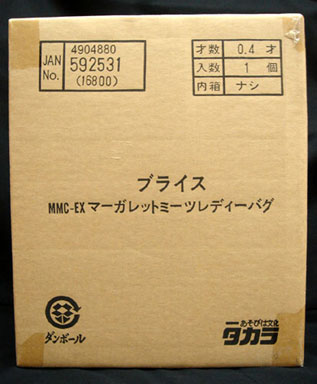 JAN No.
4904880
592531
(16800)
才数 0.4 才
入数 1 個
内箱 ナシ
ブライス
MMC-EX マーガレットミーツレディーバグ
ダンボール
あそびは文化
タカラ